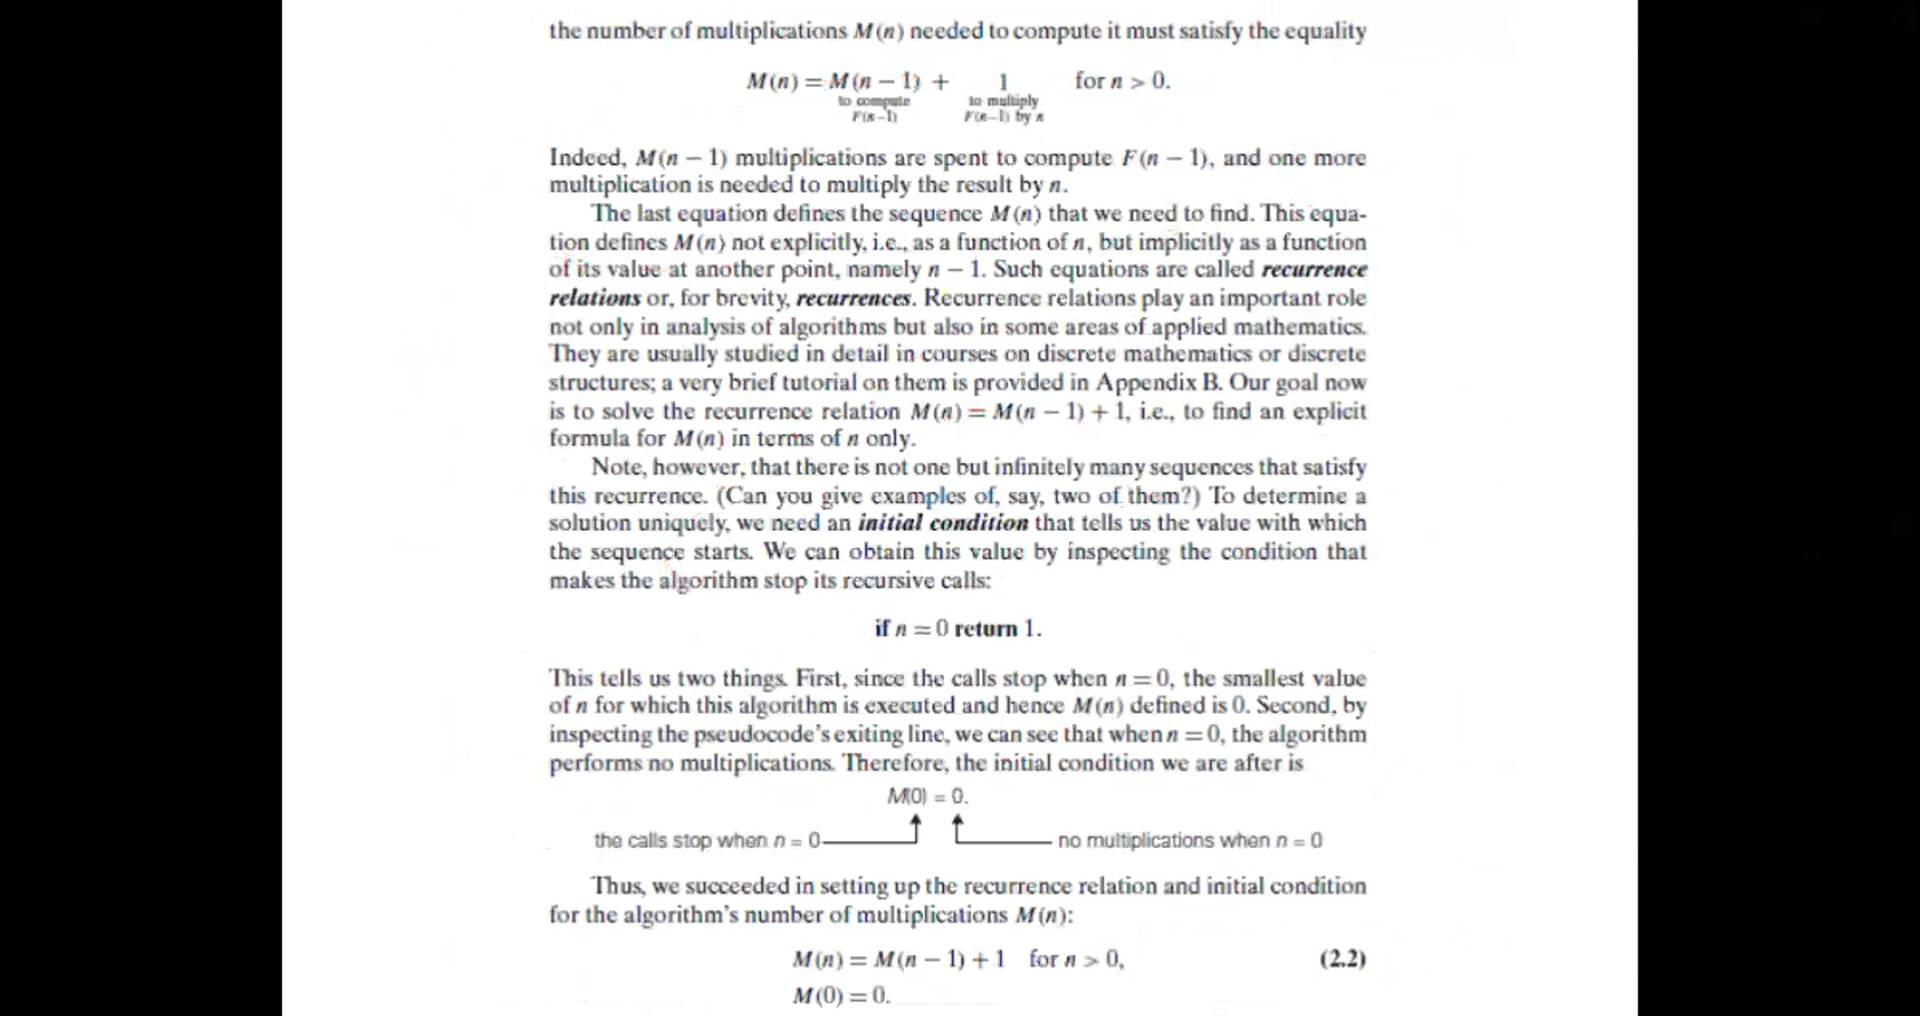 the number of multiplications M(n) needed to compute it must satisfy the equality
M(n) = M(n − 1) + 1 for n > 0.
to compute to multiply
F(n−1) F(n−1) by n
Indeed, M(n − 1) multiplications are spent to compute F(n − 1), and one more
multiplication is needed to multiply the result by n.
The last equation defines the sequence M(n) that we need to find. This equa-
tion defines M(n) not explicitly, i.e., as a function of n, but implicitly as a function
of its value at another point, namely n − 1. Such equations are called recurrence
relations or, for brevity, recurrences. Recurrence relations play an important role
not only in analysis of algorithms but also in some areas of applied mathematics.
They are usually studied in detail in courses on discrete mathematics or discrete
structures; a very brief tutorial on them is provided in Appendix B. Our goal now
is to solve the recurrence relation M(n) = M(n − 1) + 1, i.e., to find an explicit
formula for M(n) in terms of n only.
Note, however, that there is not one but infinitely many sequences that satisfy
this recurrence. (Can you give examples of, say, two of them?) To determine a
solution uniquely, we need an initial condition that tells us the value with which
the sequence starts. We can obtain this value by inspecting the condition that
makes the algorithm stop its recursive calls:
if n = 0 return 1.
This tells us two things. First, since the calls stop when n = 0, the smallest value
of n for which this algorithm is executed and hence M(n) defined is 0. Second, by
inspecting the pseudocode's exiting line, we can see that when n = 0, the algorithm
performs no multiplications. Therefore, the initial condition we are after is
M(0) = 0.
the calls stop when n = 0 no multiplications when n = 0
Thus, we succeeded in setting up the recurrence relation and initial condition
for the algorithm's number of multiplications M(n):
M(n) = M(n − 1) + 1 for n > 0, (2.2)
M(0) = 0.